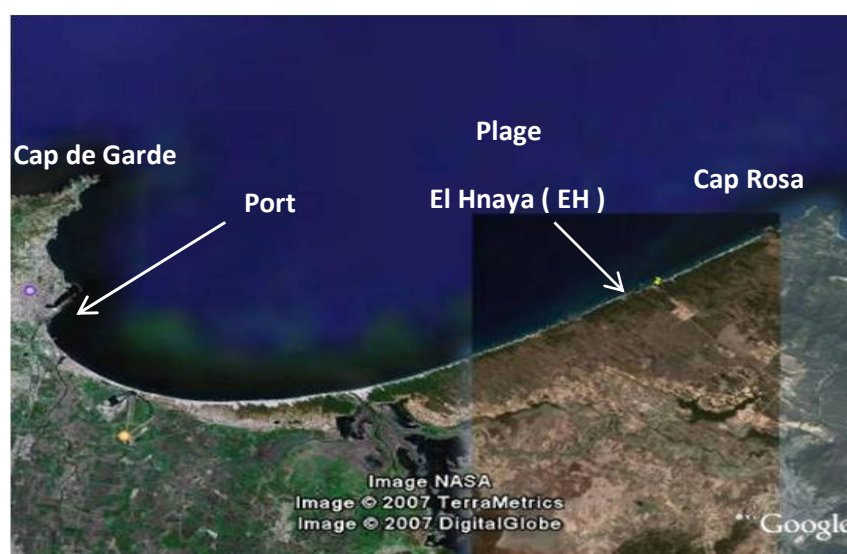 Plage
Cap de Garde
Cap Rosa
Port
El Hnaya ( EH )
Image NASA
Image © 2007 TerraMetrics
Image © 2007 DigitalGlobe
Google